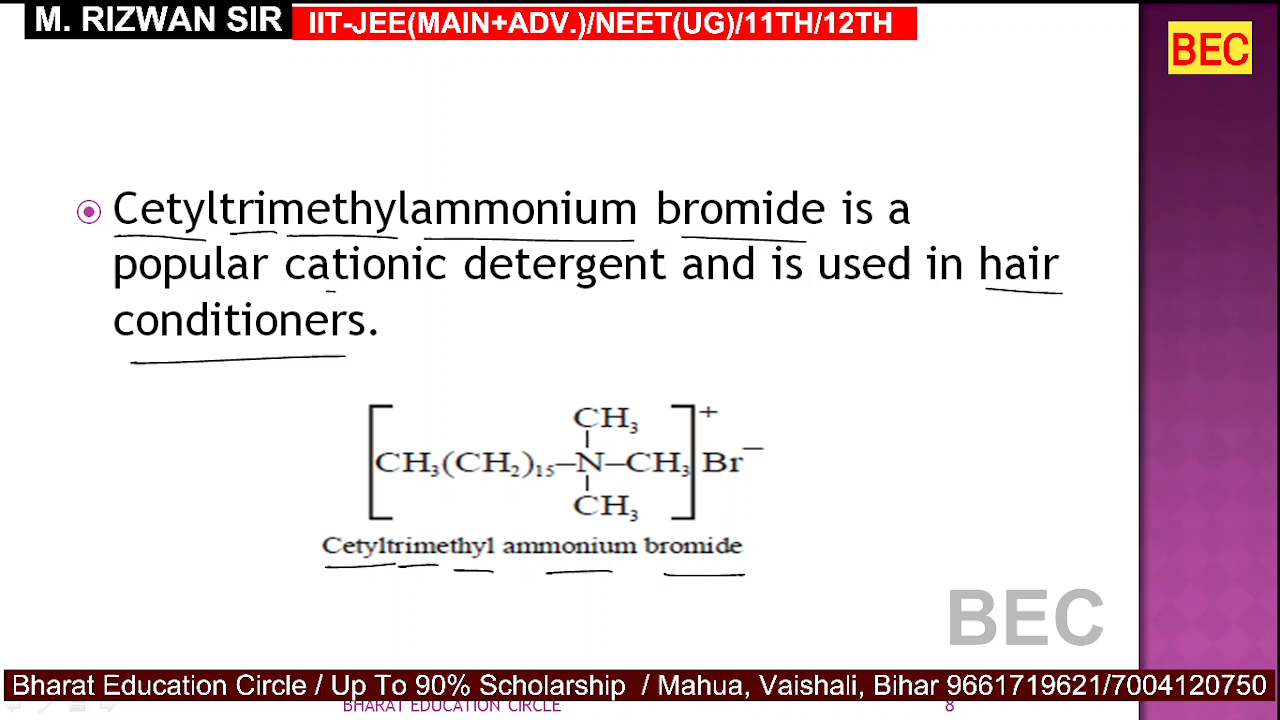 M. RIZWAN SIR IIT-JEE(MAIN+ADV.)/NEET(UG)/11TH/12TH
BEC
Cetyltrimethylammonium bromide is a
popular cationic detergent and is used in hair
conditioners.
CH₃ +
CH₃(CH₂)₁₅–N–CH₃ Br⁻
CH₃
Cetyltrimethyl ammonium bromide
BEC
Bharat Education Circle / Up To 90% Scholarship / Mahua, Vaishali, Bihar 9661719621/7004120750
BHARAT EDUCATION CIRCLE 8